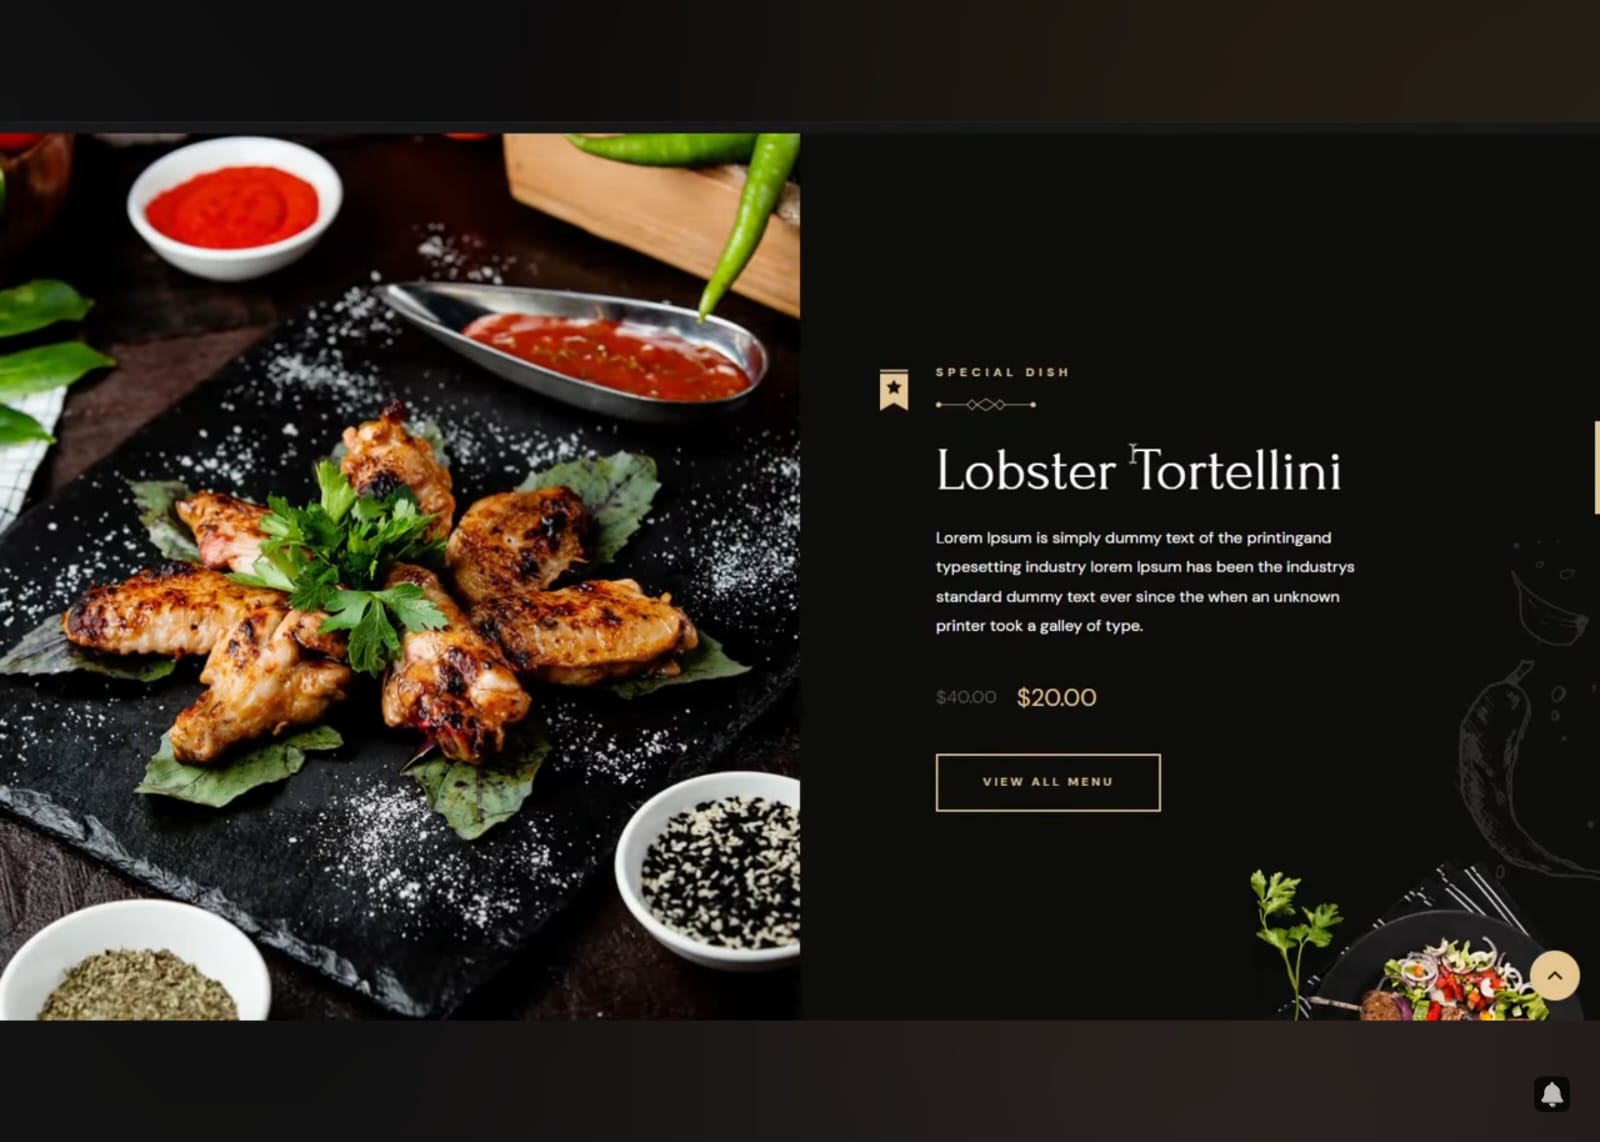 SPECIAL DISH
Lobster Tortellini
Lorem Ipsum is simply dummy text of the printingand
typesetting industry lorem Ipsum has been the industrys
standard dummy text ever since the when an unknown
printer took a galley of type.
$40.00 $20.00
VIEW ALL MENU